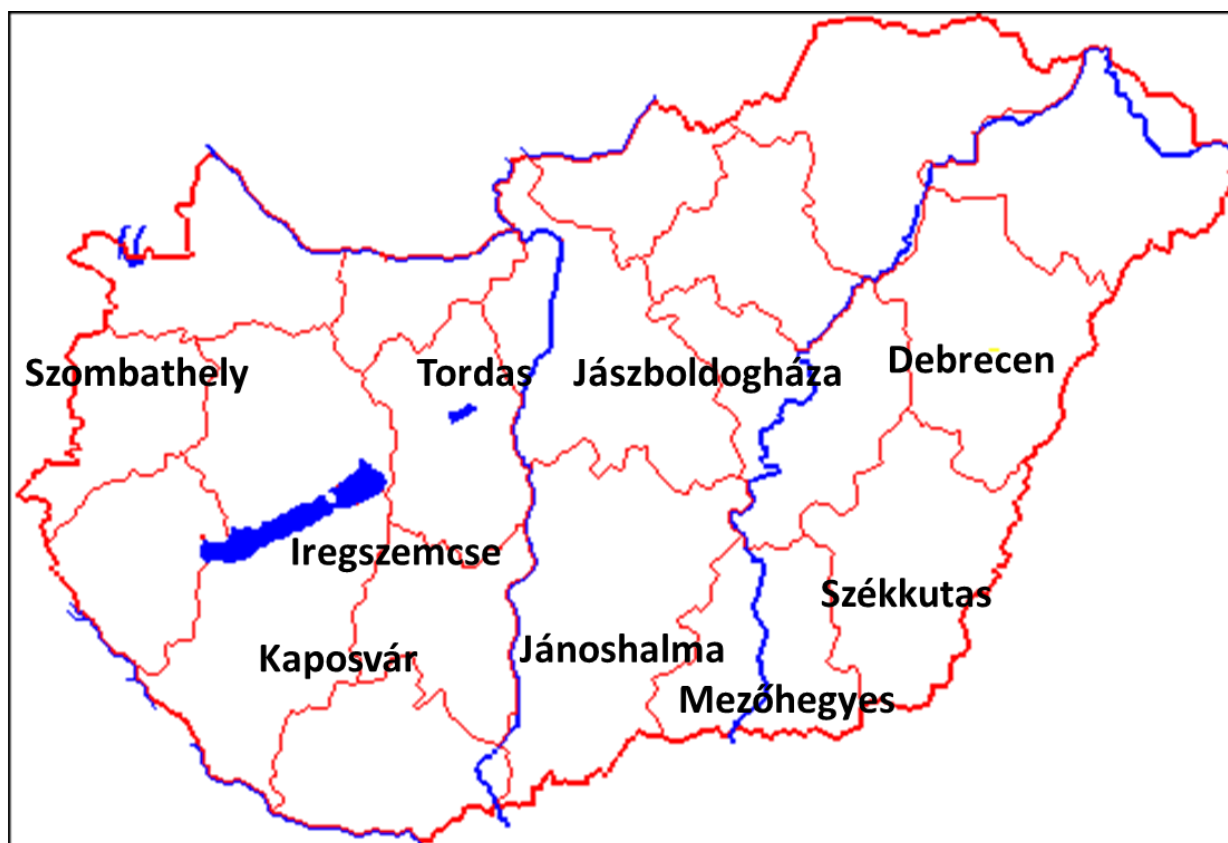 Szombathely
Tordas
Jászboldogháza
Debrecen
Iregszemcse
Székkutas
Kaposvár
Jánoshalma
Mezőhegyes